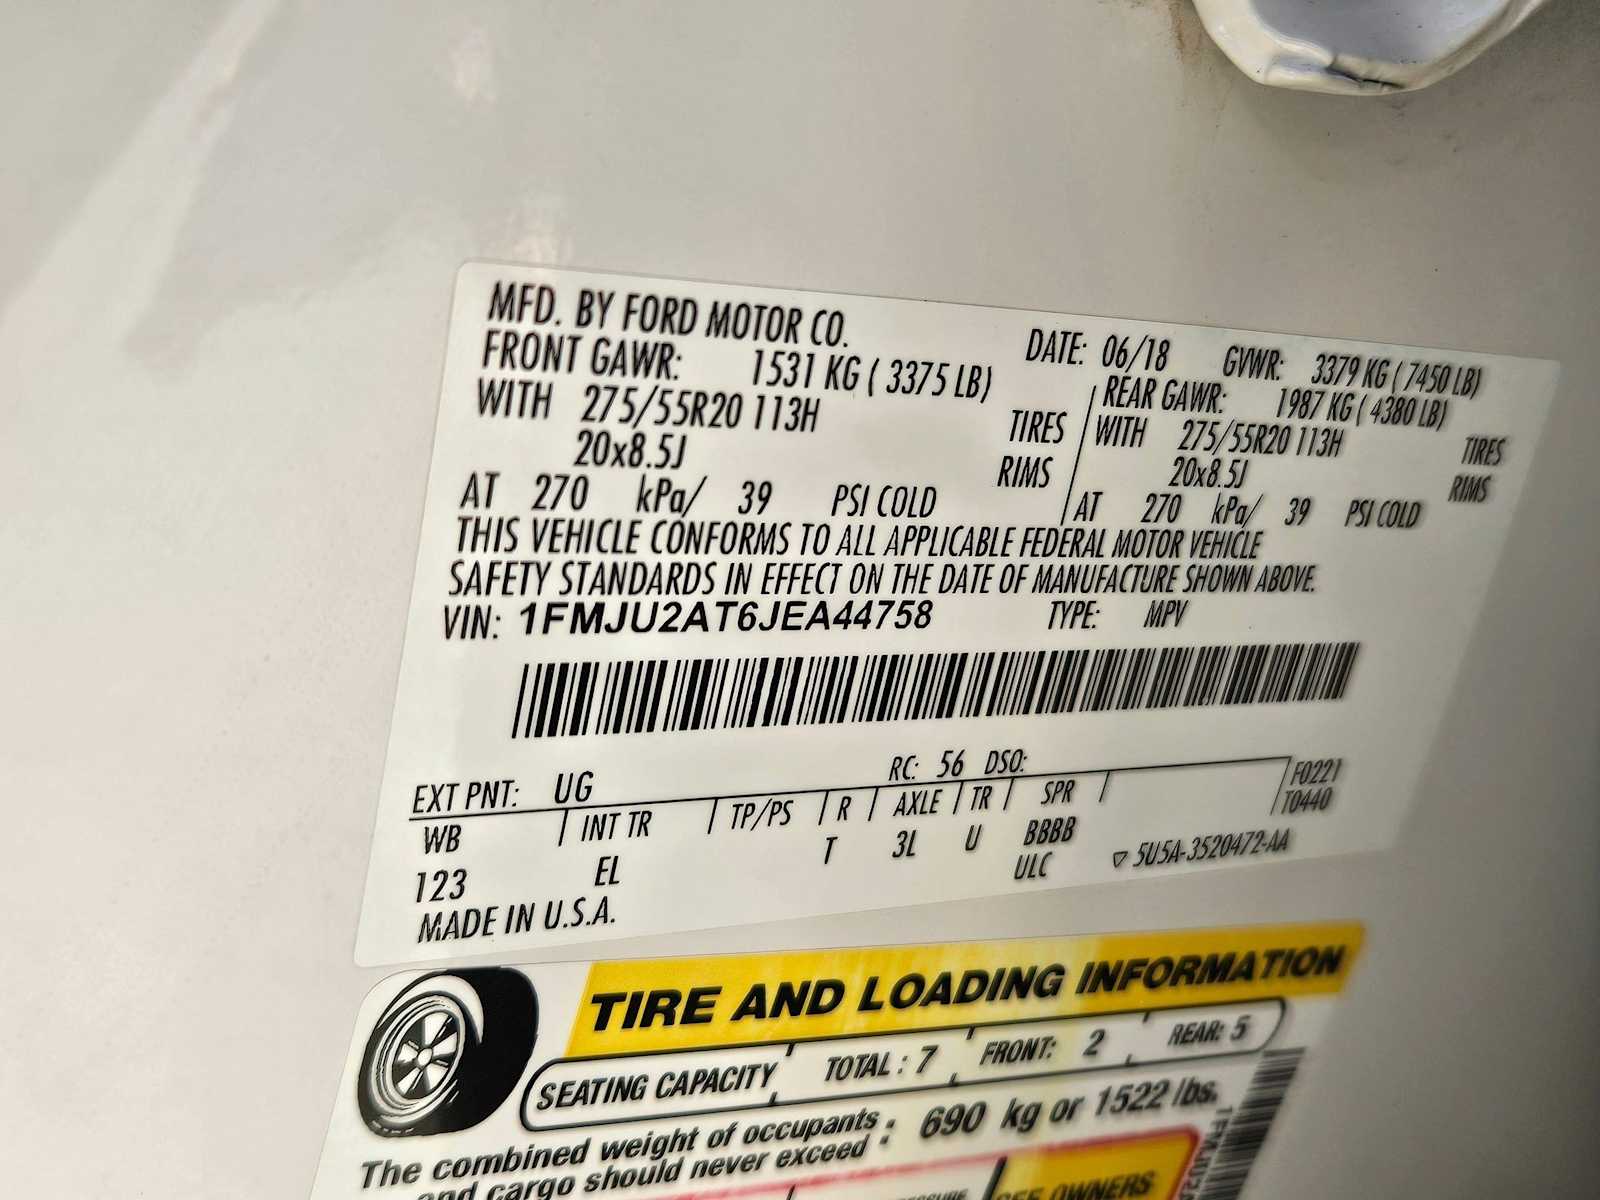 MFD. BY FORD MOTOR CO.
DATE: 06/18 GVWR: 3379 KG ( 7450 LB)
FRONT GAWR: 1531 KG ( 3375 LB)
REAR GAWR: 1987 KG ( 4380 LB)
WITH 275/55R20 113H TIRES
WITH 275/55R20 113H TIRES
20x8.5J RIMS
20x8.5J RIMS
AT 270 kPa/ 39 PSI COLD
AT 270 kPa/ 39 PSI COLD
THIS VEHICLE CONFORMS TO ALL APPLICABLE FEDERAL MOTOR VEHICLE
SAFETY STANDARDS IN EFFECT ON THE DATE OF MANUFACTURE SHOWN ABOVE.
VIN: 1FMJU2AT6JEA44758 TYPE: MPV
EXT PNT: UG RC: 56 DSO:
F0221
T0440
WB INT TR TP/PS R AXLE TR SPR
123 EL T 3L U BBBB
ULC
5U5A-3520472-AA
MADE IN U.S.A.
TIRE AND LOADING INFORMATION
SEATING CAPACITY TOTAL : 7 FRONT: 2 REAR: 5
The combined weight of occupants
and cargo should never exceed : 690 kg or 1522 lbs.
SEE OWNERS